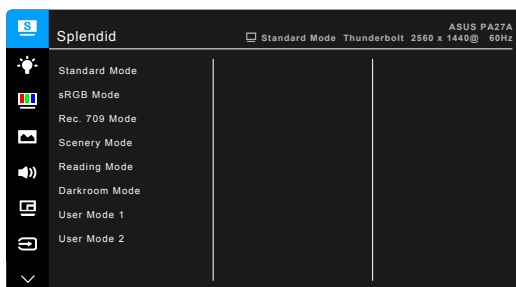 S
ASUS PA27A
Splendid
Standard Mode Thunderbolt 2560 x 1440@ 60Hz
Standard Mode
sRGB Mode
Rec. 709 Mode
Scenery Mode
Reading Mode
Darkroom Mode
User Mode 1
User Mode 2